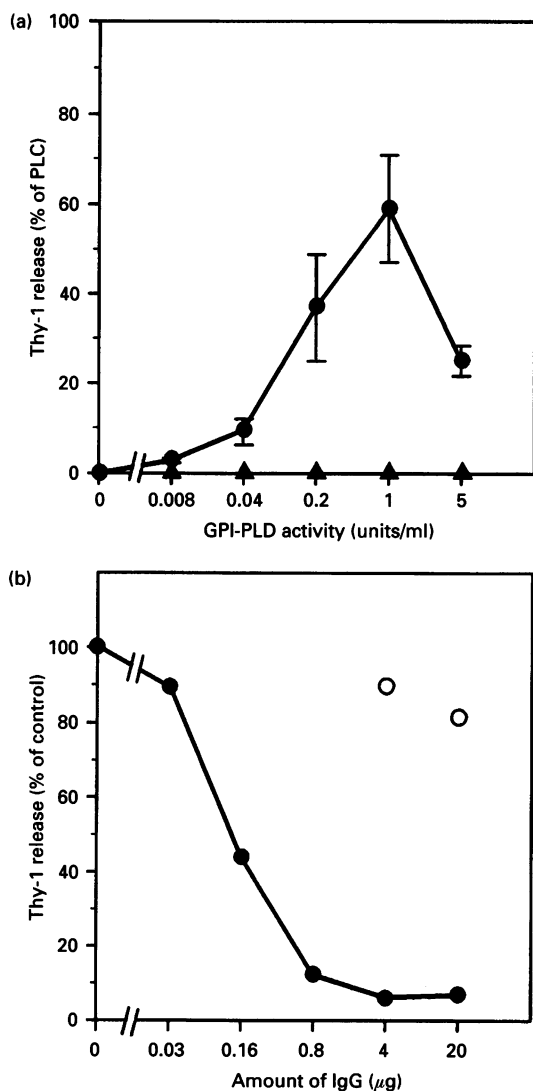 (a)
100
80
60
40
20
0
Thy-1 release (% of PLC)
0 0.008 0.04 0.2 1 5
GPI-PLD activity (units/ml)
(b)
100
80
60
40
20
0
Thy-1 release (% of control)
0 0.03 0.16 0.8 4 20
Amount of IgG (μg)